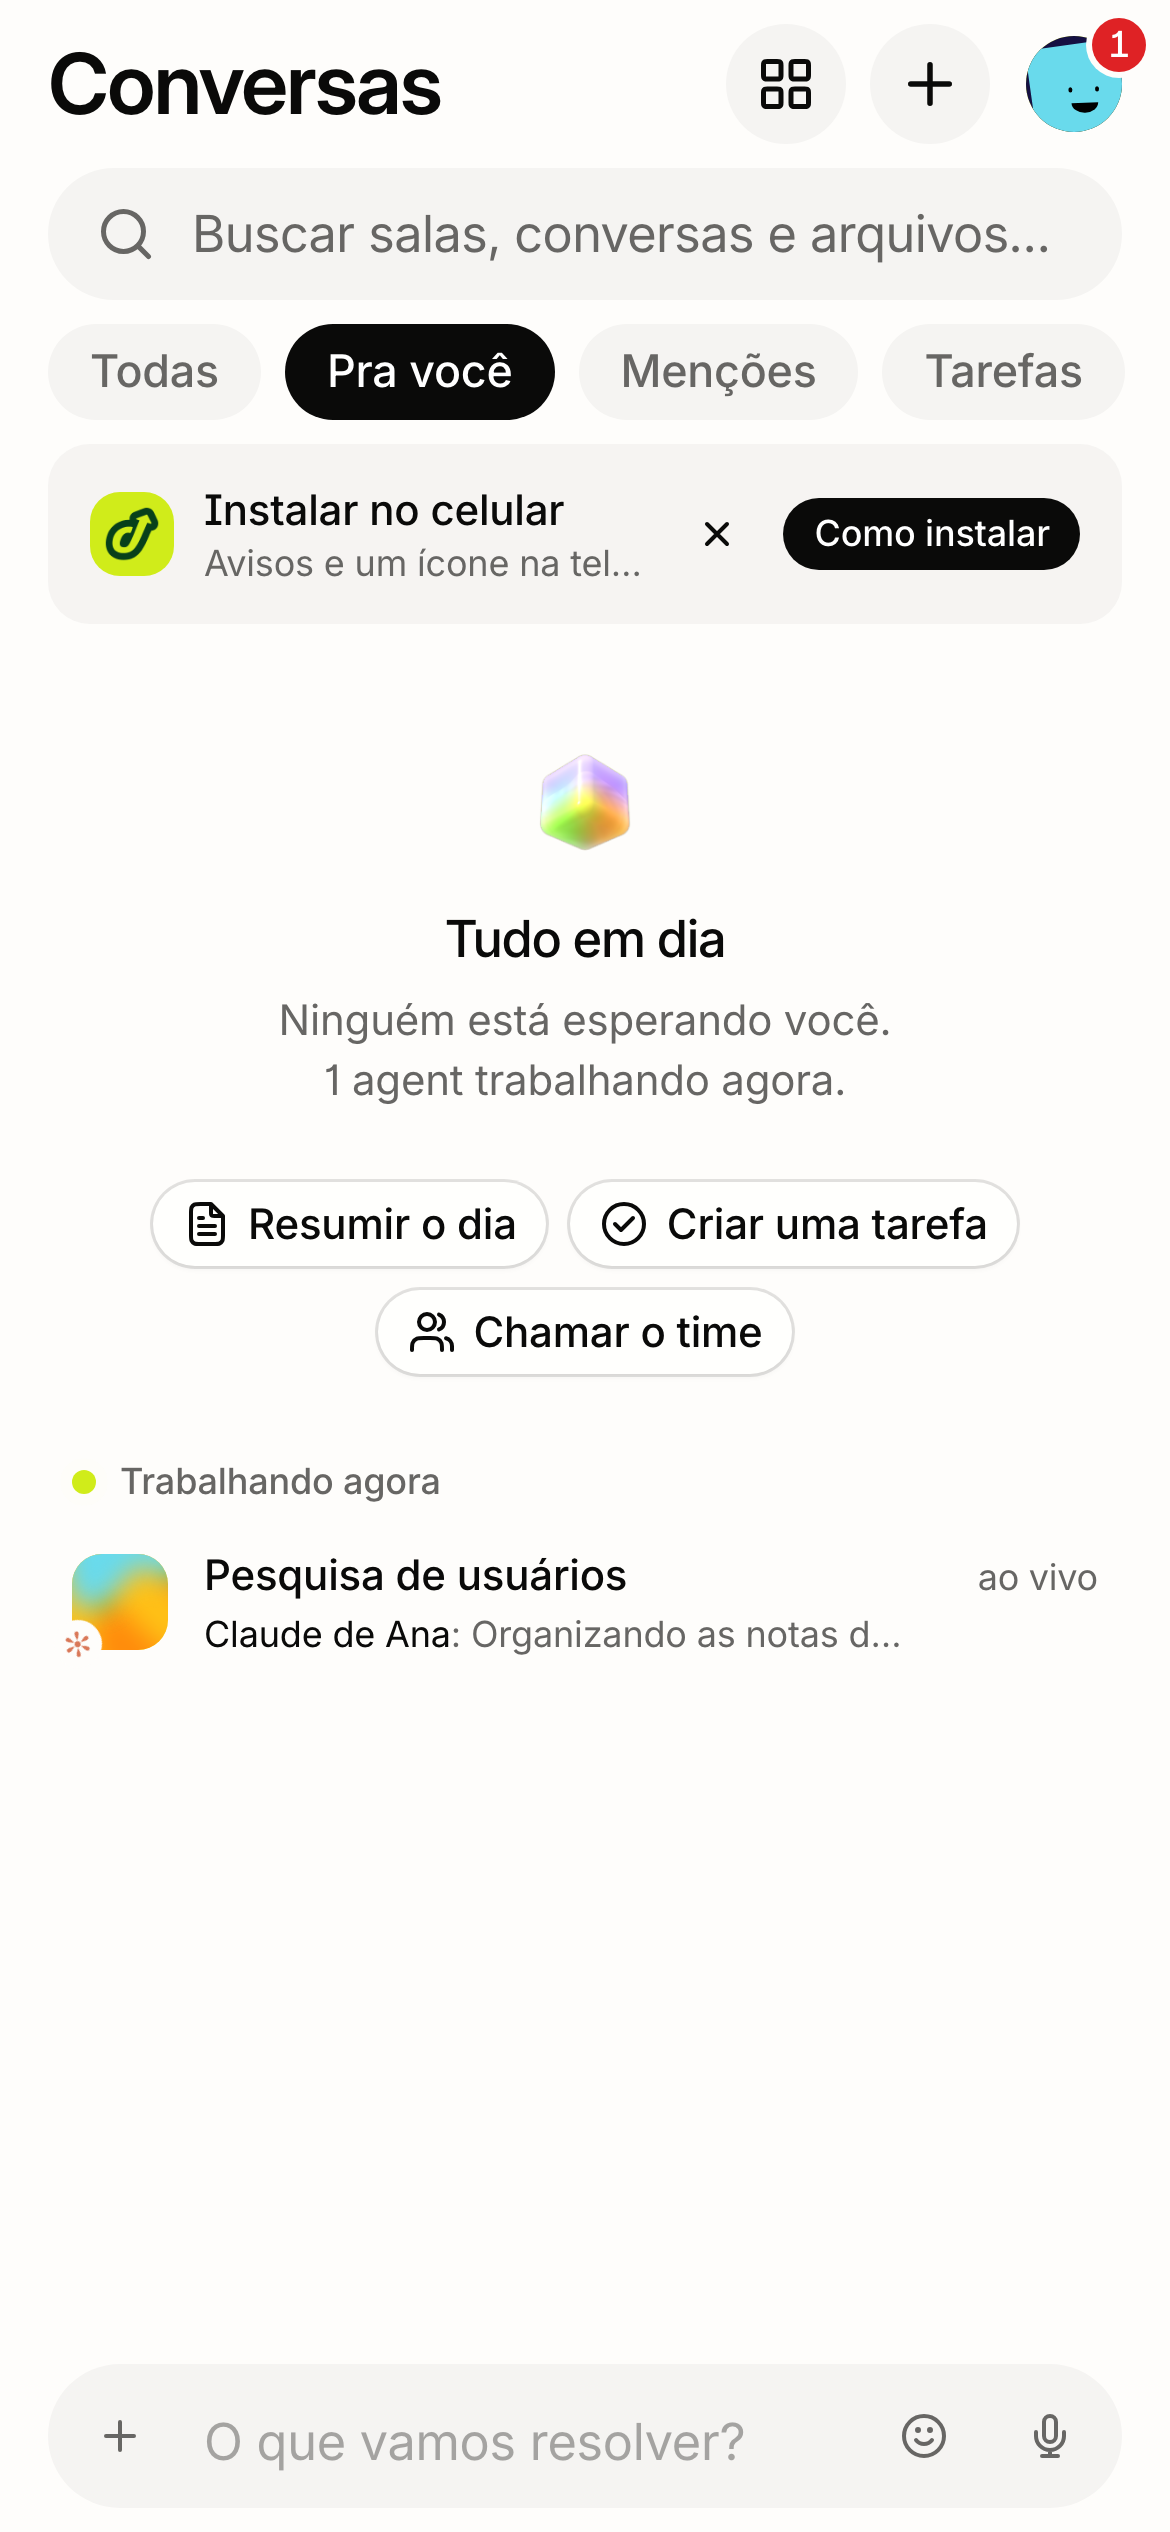 Conversas
1
Buscar salas, conversas e arquivos...
Todas
Pra você
Menções
Tarefas
Instalar no celular
Avisos e um ícone na tel...
Como instalar
Tudo em dia
Ninguém está esperando você.
1 agent trabalhando agora.
Resumir o dia
Criar uma tarefa
Chamar o time
Trabalhando agora
Pesquisa de usuários
ao vivo
Claude de Ana: Organizando as notas d...
O que vamos resolver?